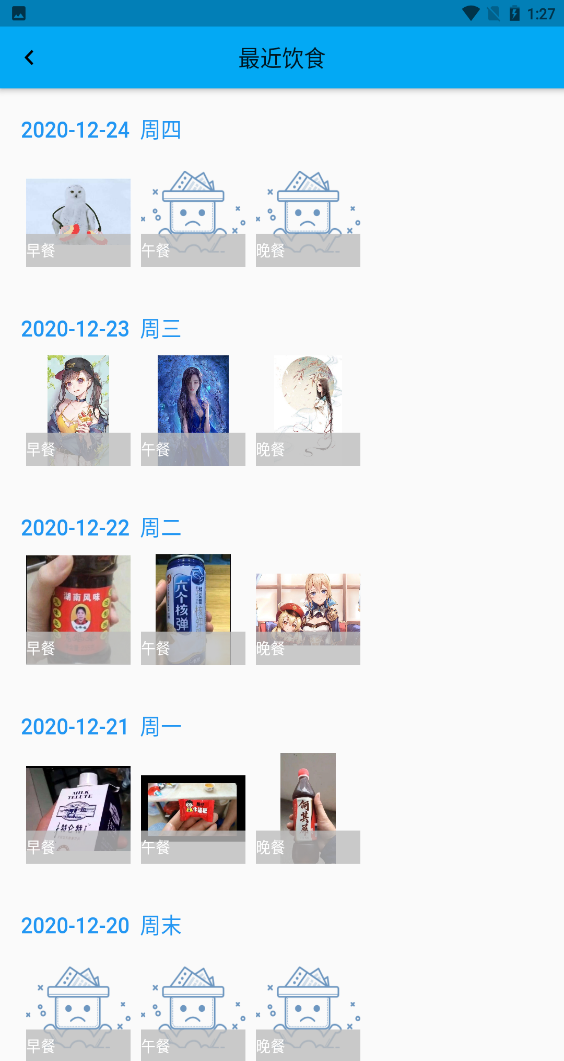 1:27
最近饮食
2020-12-24 周四
早餐
午餐
晚餐
2020-12-23 周三
早餐
午餐
晚餐
2020-12-22 周二
湖南风味
六个核弹
早餐
午餐
晚餐
2020-12-21 周一
MILK
早餐
午餐
晚餐
2020-12-20 周末
早餐
午餐
晚餐